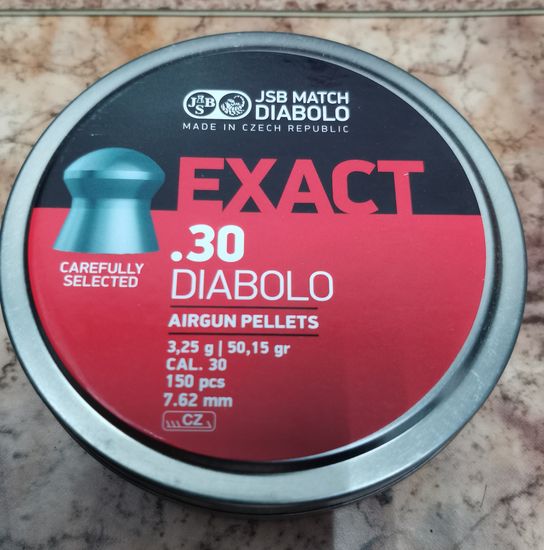 JASB
JSB MATCH
DIABOLO
MADE IN CZECH REPUBLIC
EXACT
.30
DIABOLO
CAREFULLY
SELECTED
AIRGUN PELLETS
3,25 g | 50,15 gr
CAL. 30
150 pcs
7.62 mm
CZ